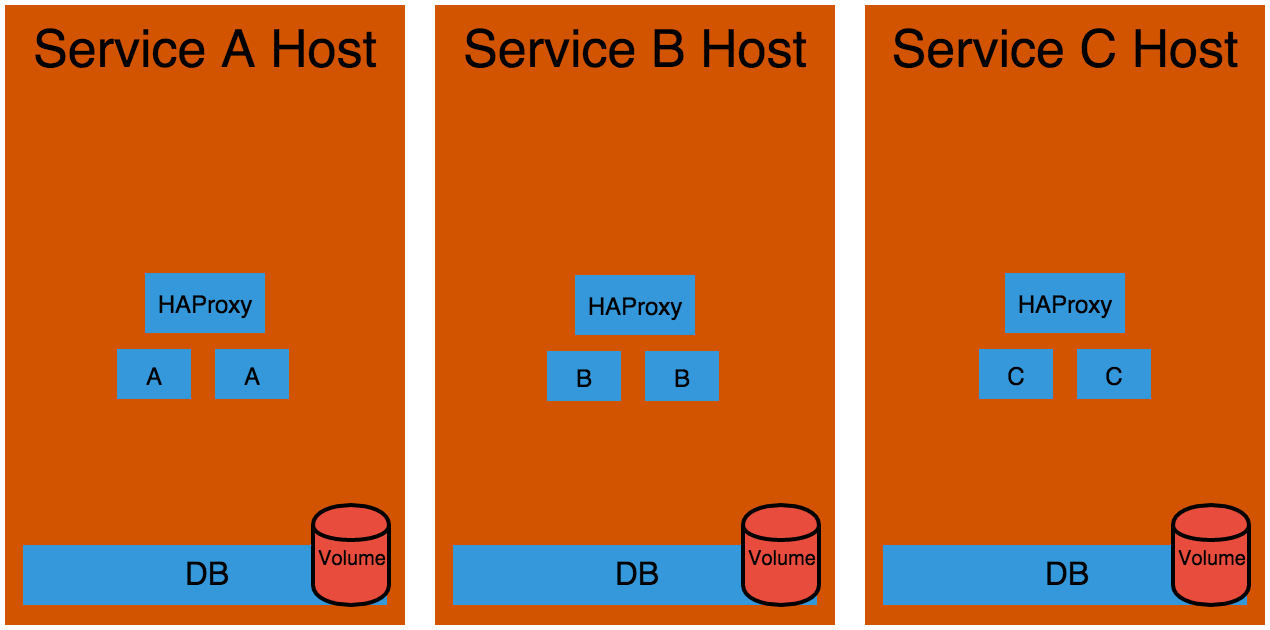 Service A Host
HAProxy
A
A
DB
Volume
Service B Host
HAProxy
B
B
DB
Volume
Service C Host
HAProxy
C
C
DB
Volume